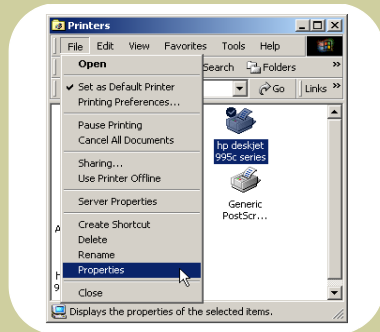 Printers
File Edit View Favorites Tools Help
Open
Search Folders »
Set as Default Printer
Go Links »
Printing Preferences...
Pause Printing
Cancel All Documents
hp deskjet
995c series
Sharing...
Use Printer Offline
Server Properties
Generic
PostScr...
Create Shortcut
Delete
Rename
Properties
Close
Displays the properties of the selected items.